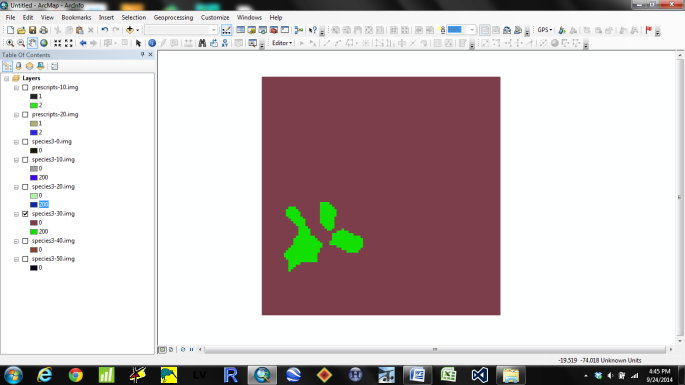 Untitled - ArcMap - ArcInfo
File Edit View Bookmarks Insert Selection Geoprocessing Customize Windows Help
GPS
Editor
Table Of Contents
Layers
prescripts-10.img
1
2
prescripts-20.img
1
2
species3-0.img
0
species3-10.img
0
200
species3-20.img
0
200
species3-30.img
0
200
species3-40.img
0
species3-50.img
0
-19.519 -74.018 Unknown Units
LV
R
4:45 PM
9/24/2014